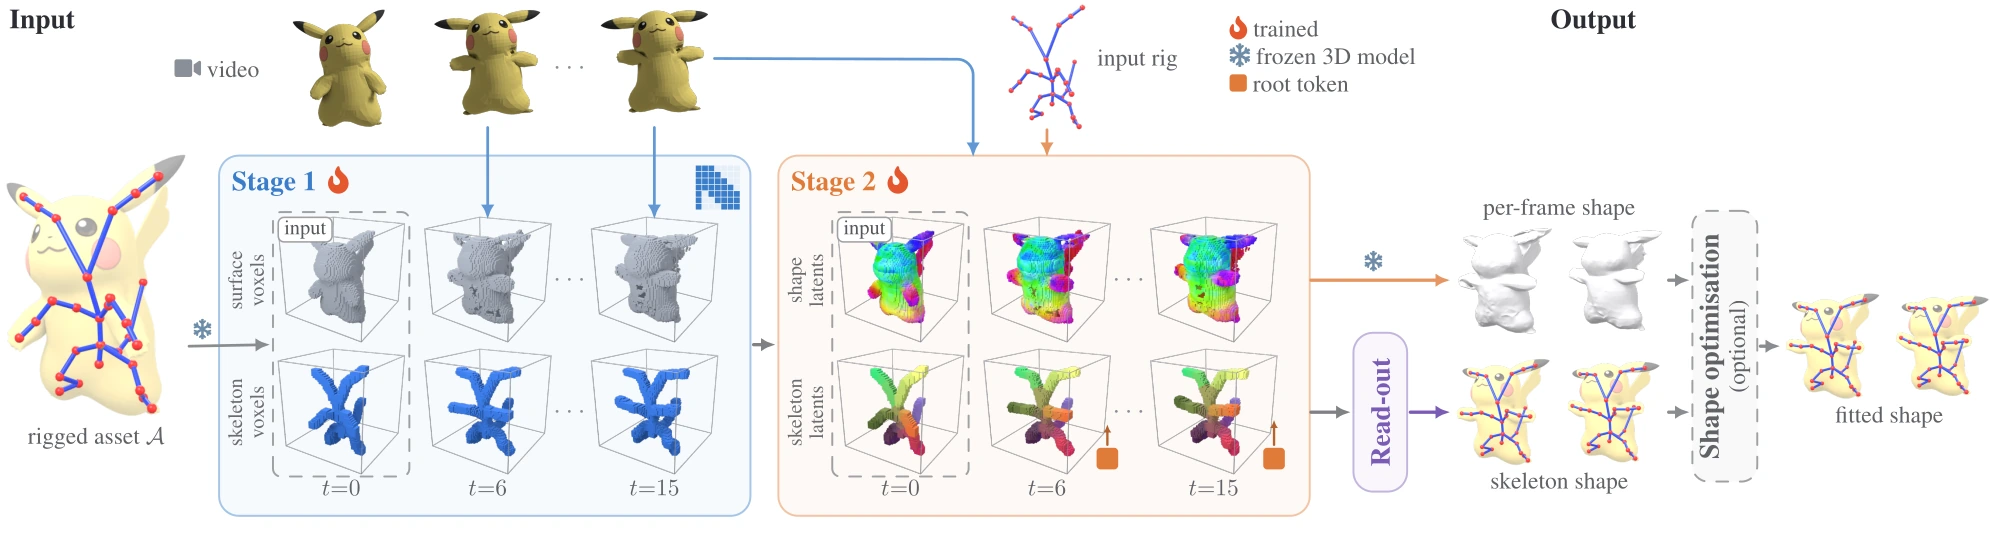 Input
Output
video
input rig
trained
frozen 3D model
root token
Stage 1
Stage 2
input
input
surface
voxels
skeleton
voxels
shape
latents
skeleton
latents
t=0
t=6
t=15
t=0
t=6
t=15
rigged asset 𝒜
per-frame shape
Read-out
skeleton shape
Shape optimisation
(optional)
fitted shape